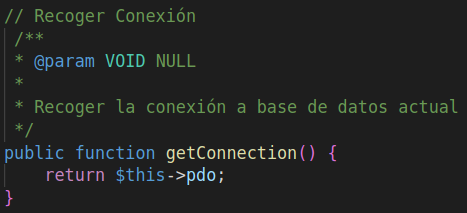 // Recoger Conexión
/**
* @param VOID NULL
*
* Recoger la conexión a base de datos actual
*/
public function getConnection() {
return $this->pdo;
}